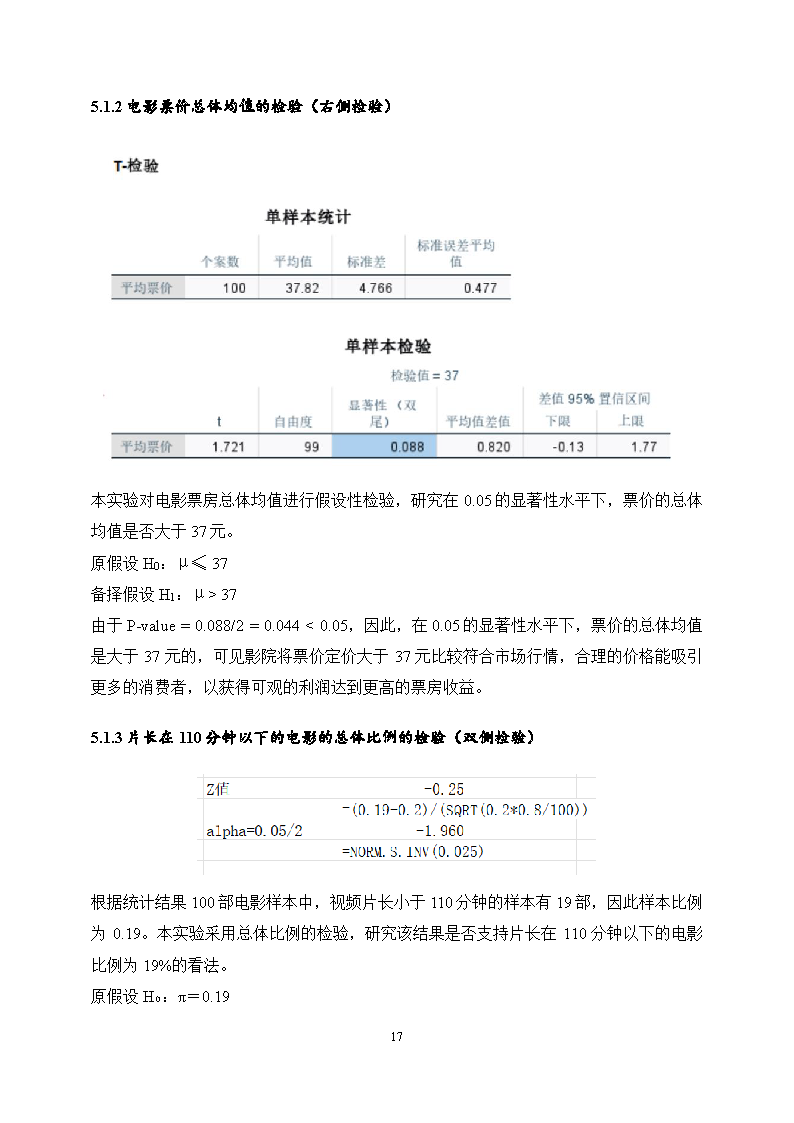 5.1.2 电影票价总体均值的检验（右侧检验）
T-检验
单样本统计
个案数 平均值 标准差 标准误差平均值
平均票价 100 37.82 4.766 0.477
单样本检验
检验值 = 37
差值 95% 置信区间
t 自由度 显著性 （双尾） 平均值差值 下限 上限
平均票价 1.721 99 0.088 0.820 -0.13 1.77
本实验对电影票房总体均值进行假设性检验，研究在 0.05 的显著性水平下，票价的总体
均值是否大于 37 元。
原假设 H₀：μ≤ 37
备择假设 H₁：μ> 37
由于 P-value = 0.088/2 = 0.044 < 0.05，因此，在 0.05 的显著性水平下，票价的总体均值
是大于 37 元的，可见影院将票价定价大于 37 元比较符合市场行情，合理的价格能吸引
更多的消费者，以获得可观的利润达到更高的票房收益。
5.1.3 片长在 110 分钟以下的电影的总体比例的检验（双侧检验）
Z值 -0.25
=(0.19-0.2)/(SQRT(0.2*0.8/100))
alpha=0.05/2 -1.960
=NORM.S.INV(0.025)
根据统计结果 100 部电影样本中，视频片长小于 110 分钟的样本有 19 部，因此样本比例
为 0.19。本实验采用总体比例的检验，研究该结果是否支持片长在 110 分钟以下的电影
比例为 19%的看法。
原假设 H₀：π＝0.19
17